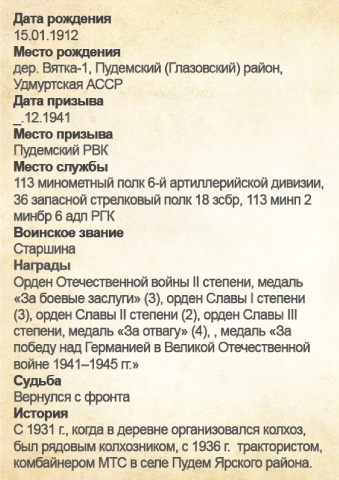 Дата рождения
15.01.1912
Место рождения
дер. Вятка-1, Пудемский (Глазовский) район,
Удмуртская АССР
Дата призыва
_.12.1941
Место призыва
Пудемский РВК
Место службы
113 минометный полк 6-й артиллерийской дивизии,
36 запасной стрелковый полк 18 зсбр, 113 минп 2
минбр 6 адп РГК
Воинское звание
Старшина
Награды
Орден Отечественной войны II степени, медаль
«За боевые заслуги» (3), орден Славы I степени
(3), орден Славы II степени (2), орден Славы III
степени, медаль «За отвагу» (4), , медаль «За
победу над Германией в Великой Отечественной
войне 1941–1945 гг.»
Судьба
Вернулся с фронта
История
С 1931 г., когда в деревне организовался колхоз,
был рядовым колхозником, с 1936 г. трактористом,
комбайнером МТС в селе Пудем Ярского района.